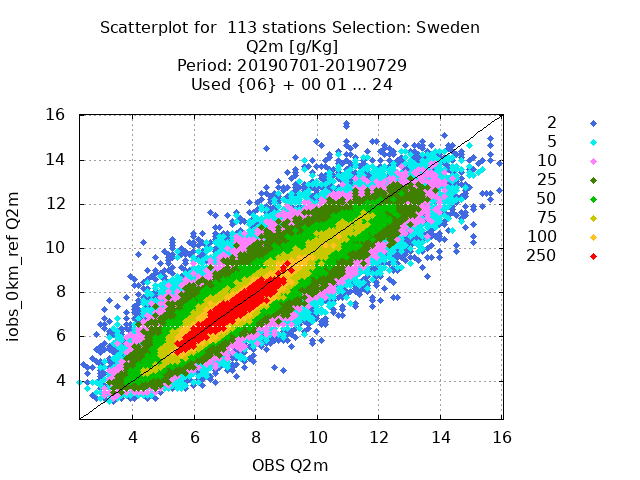 Scatterplot for  113 stations Selection: Sweden
Q2m [g/Kg]
Period: 20190701-20190729
Used {06} + 00 01 ... 24
16
14
12
10
8
6
4
iobs_0km_ref Q2m
4 6 8 10 12 14 16
OBS Q2m
2
5
10
25
50
75
100
250